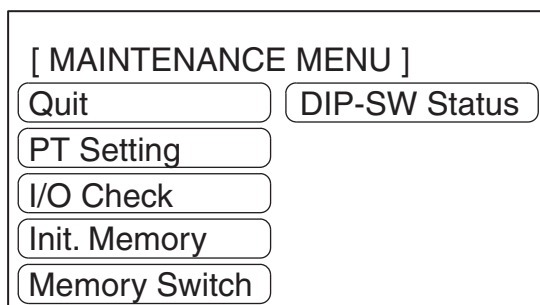 [ MAINTENANCE MENU ]
Quit
DIP-SW Status
PT Setting
I/O Check
Init. Memory
Memory Switch